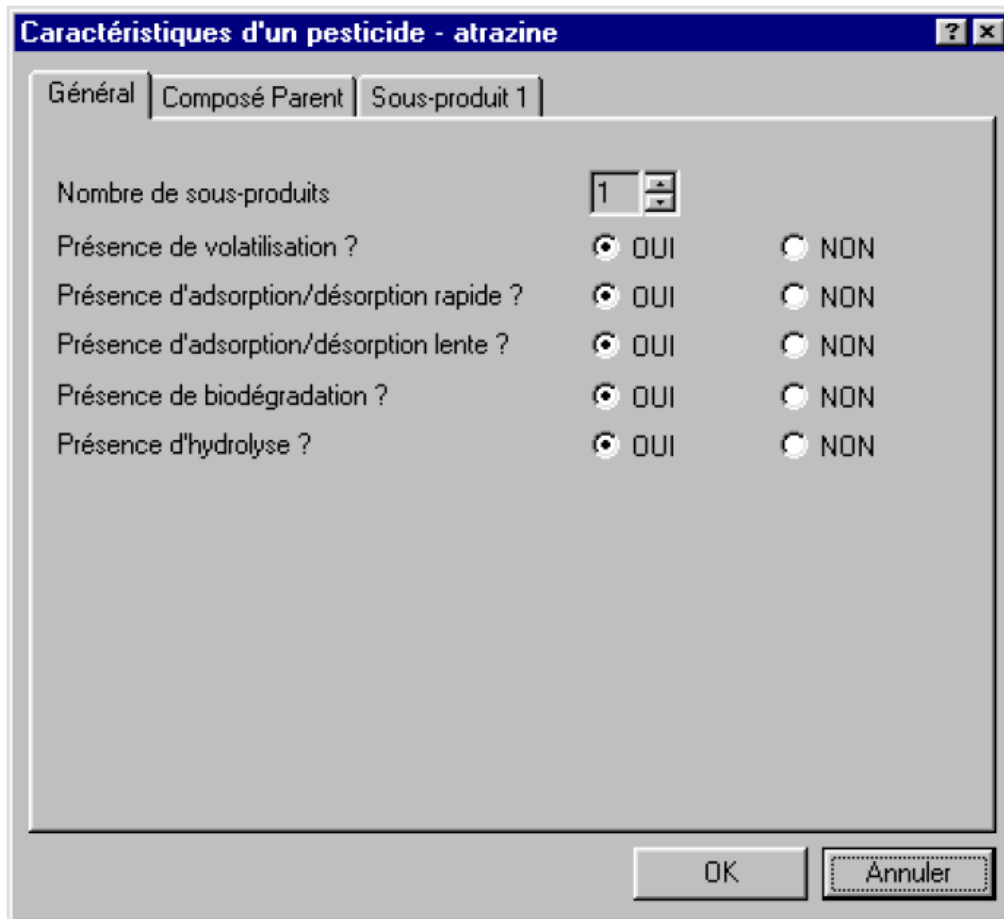 Caractéristiques d'un pesticide - atrazine
Général Composé Parent Sous-produit 1
Nombre de sous-produits 1
Présence de volatilisation ? OUI NON
Présence d'adsorption/désorption rapide ? OUI NON
Présence d'adsorption/désorption lente ? OUI NON
Présence de biodégradation ? OUI NON
Présence d'hydrolyse ? OUI NON
OK Annuler